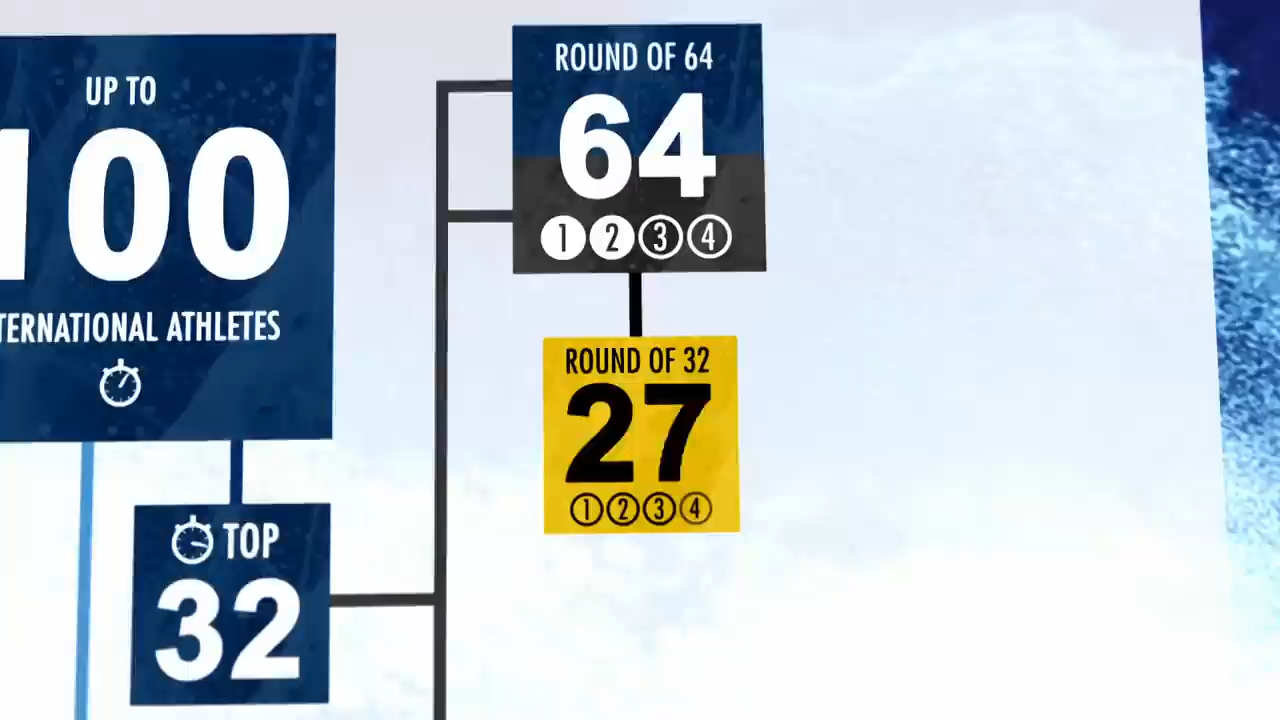 UP TO
100
TERNATIONAL ATHLETES
TOP
32
ROUND OF 64
64
1 2 3 4
ROUND OF 32
27
1 2 3 4